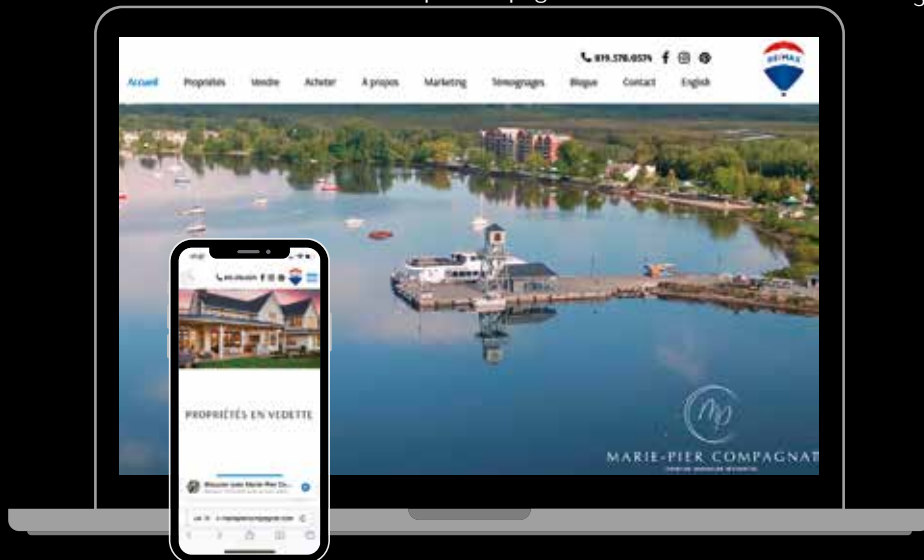 819.378.0574
RE/MAX
Accueil Propriétés Vendre Acheter À propos Marketing Témoignages Blogue Contact English
MARIE-PIER COMPAGNAT
PROPRIÉTÉS EN VEDETTE